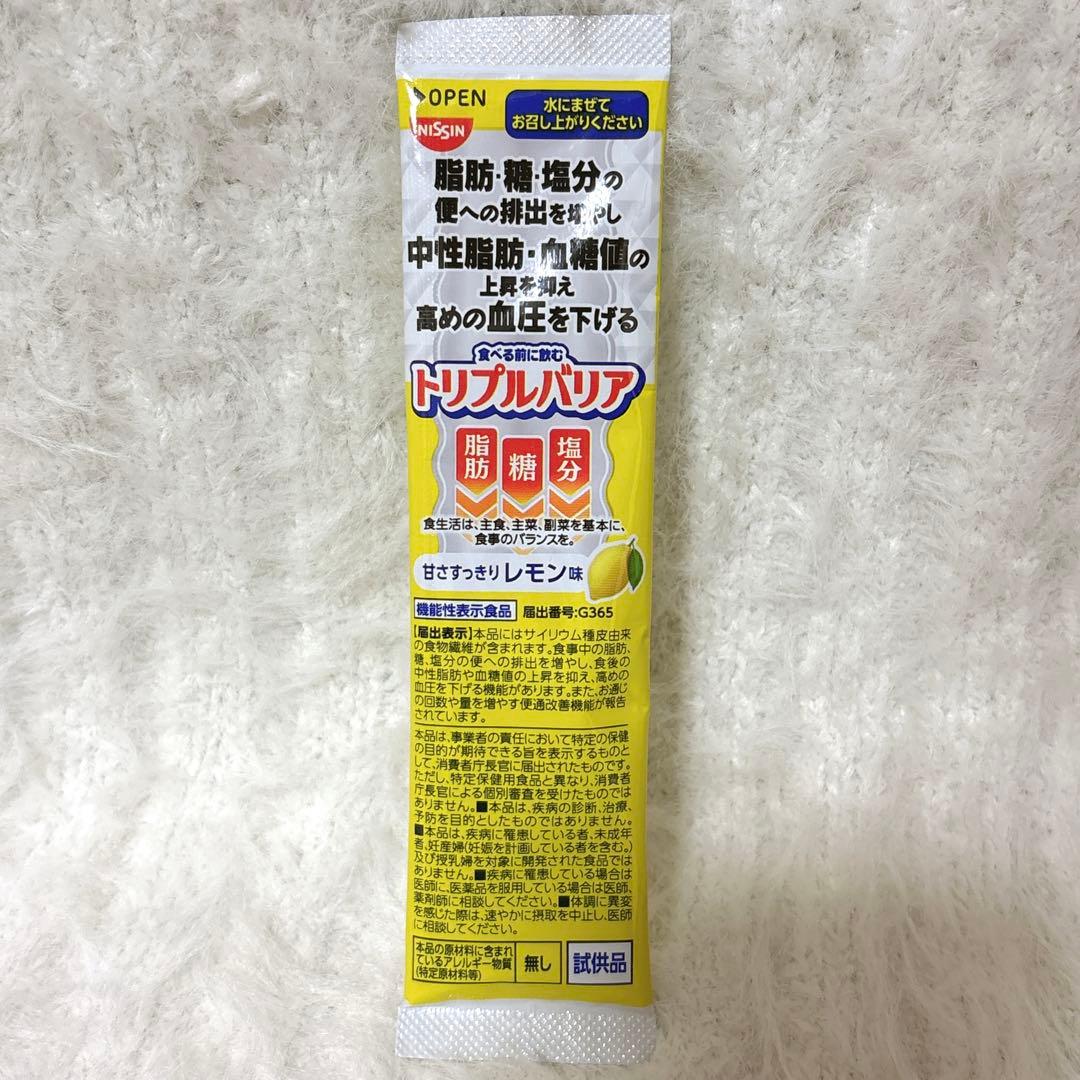 OPEN
水にまぜて
お召し上がりください
NISSIN
脂肪・糖・塩分の
便への排出を増やし
中性脂肪・血糖値の
上昇を抑え
高めの血圧を下げる
食べる前に飲む
トリプルバリア
脂肪
糖
塩分
食生活は、主食、主菜、副菜を基本に、
食事のバランスを。
甘さすっきりレモン味
機能性表示食品 届出番号:G365
【届出表示】本品にはサイリウム種皮由来
の食物繊維が含まれます。食事中の脂肪、
糖、塩分の便への排出を増やし、食後の
中性脂肪や血糖値の上昇を抑え、高めの
血圧を下げる機能があります。また、お通じ
の回数や量を増やす便通改善機能が報告
されています。
本品は、事業者の責任において特定の保健
の目的が期待できる旨を表示するものと
して、消費者庁長官に届出されたものです。
ただし、特定保健用食品と異なり、消費者
庁長官による個別審査を受けたものでは
ありません。■本品は、疾病の診断、治療、
予防を目的としたものではありません。
■本品は、疾病に罹患している者、未成年
者、妊産婦(妊娠を計画している者を含む。)
及び授乳婦を対象に開発された食品では
ありません。■疾病に罹患している場合は
医師に、医薬品を服用している場合は医師、
薬剤師に相談してください。■体調に異変
を感じた際は、速やかに摂取を中止し、医師
に相談してください。
本品の原材料に含まれ
ているアレルギー物質
(特定原材料等)
無し
試供品